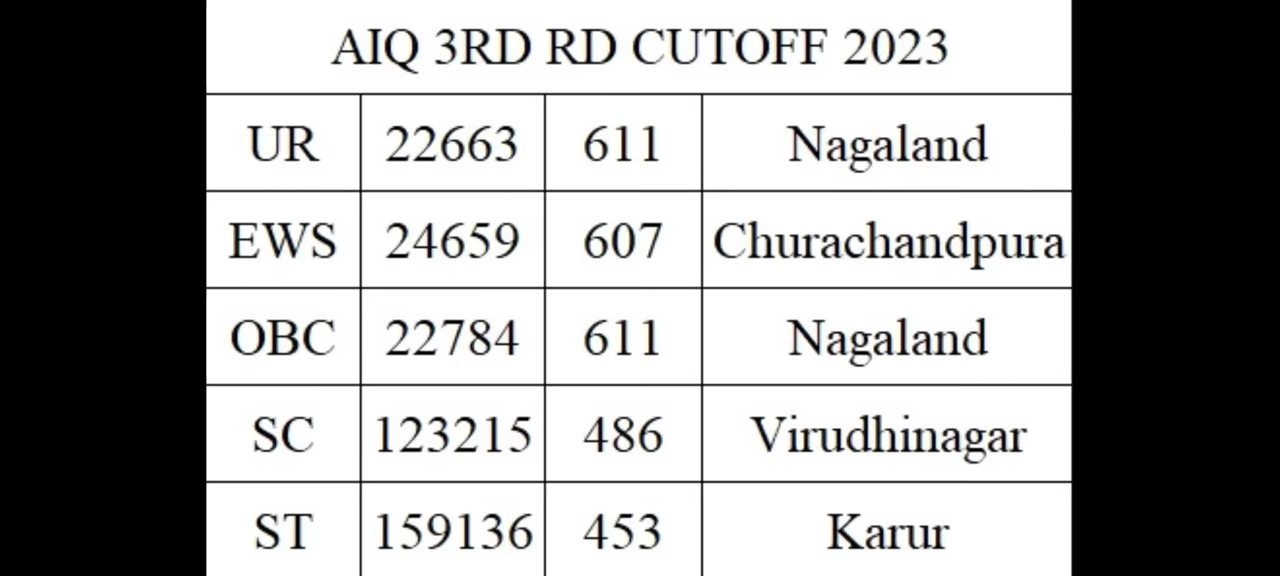 AIQ 3RD RD CUTOFF 2023
UR 22663 611 Nagaland
EWS 24659 607 Churachandpura
OBC 22784 611 Nagaland
SC 123215 486 Virudhinagar
ST 159136 453 Karur